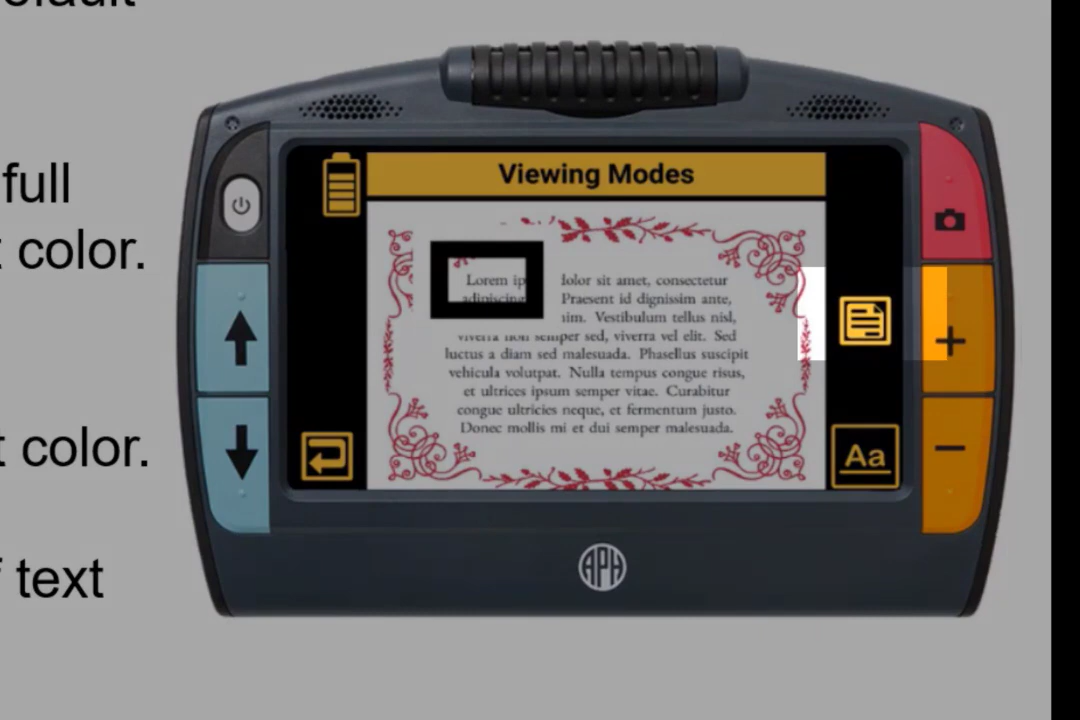 full
color.
color.
text
Viewing Modes
Lorem ip dolor sit amet, consectetur
adipiscing Praesent id dignissim ante,
Vestibulum tellus nisl,
viverra non semper sed, viverra vel elit. Sed
luctus a diam sed malesuada. Phasellus suscipit
vehicula volutpat. Nulla tempus congue risus,
et ultrices ipsum semper vitae. Curabitur
congue ultricies neque, et fermentum justo.
Donec mollis mi et dui semper malesuada.
Aa
APH